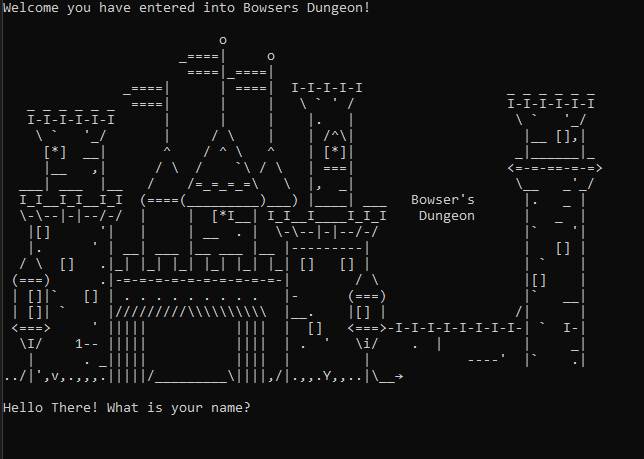 Welcome you have entered into Bowsers Dungeon!
Bowser's
Dungeon
Hello There! What is your name?